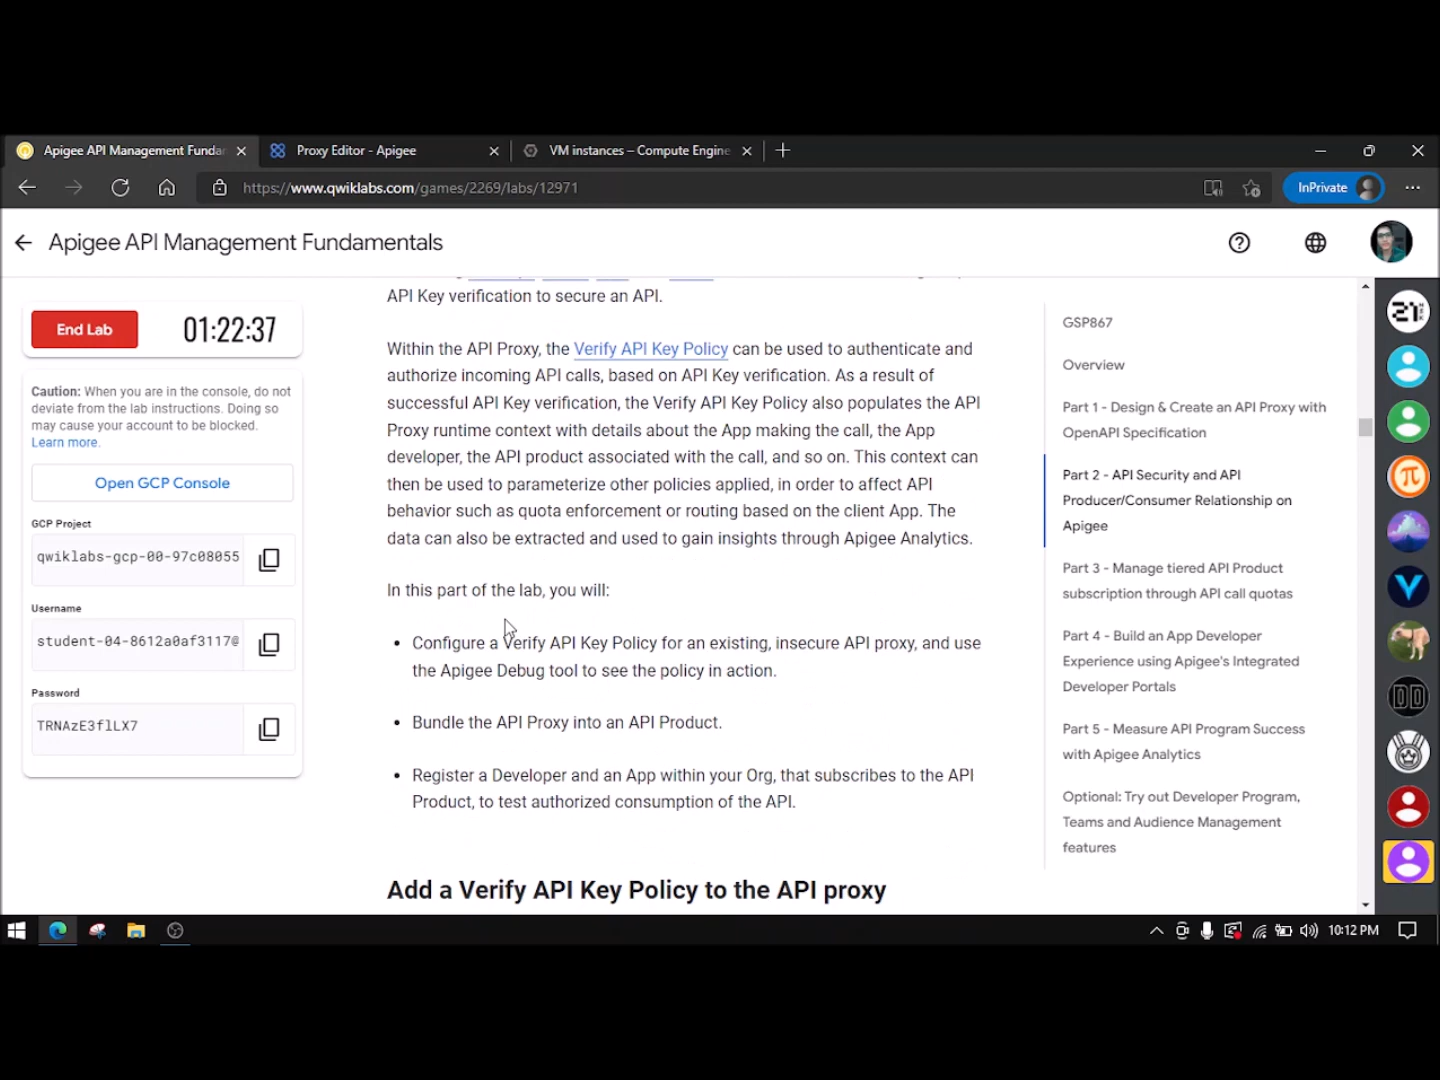 Apigee API Management Funda
Proxy Editor - Apigee
VM instances – Compute Engine
https://www.qwiklabs.com/games/2269/labs/12971
InPrivate
Apigee API Management Fundamentals
End Lab
01:22:37
Caution: When you are in the console, do not
deviate from the lab instructions. Doing so
may cause your account to be blocked.
Learn more.
Open GCP Console
GCP Project
qwiklabs-gcp-00-97c08055
Username
student-04-8612a0af3117@
Password
TRNAzE3flLX7
API Key verification to secure an API.
Within the API Proxy, the Verify API Key Policy can be used to authenticate and
authorize incoming API calls, based on API Key verification. As a result of
successful API Key verification, the Verify API Key Policy also populates the API
Proxy runtime context with details about the App making the call, the App
developer, the API product associated with the call, and so on. This context can
then be used to parameterize other policies applied, in order to affect API
behavior such as quota enforcement or routing based on the client App. The
data can also be extracted and used to gain insights through Apigee Analytics.
In this part of the lab, you will:
• Configure a Verify API Key Policy for an existing, insecure API proxy, and use
the Apigee Debug tool to see the policy in action.
• Bundle the API Proxy into an API Product.
• Register a Developer and an App within your Org, that subscribes to the API
Product, to test authorized consumption of the API.
Add a Verify API Key Policy to the API proxy
GSP867
Overview
Part 1 - Design & Create an API Proxy with
OpenAPI Specification
Part 2 - API Security and API
Producer/Consumer Relationship on
Apigee
Part 3 - Manage tiered API Product
subscription through API call quotas
Part 4 - Build an App Developer
Experience using Apigee's Integrated
Developer Portals
Part 5 - Measure API Program Success
with Apigee Analytics
Optional: Try out Developer Program,
Teams and Audience Management
features
10:12 PM